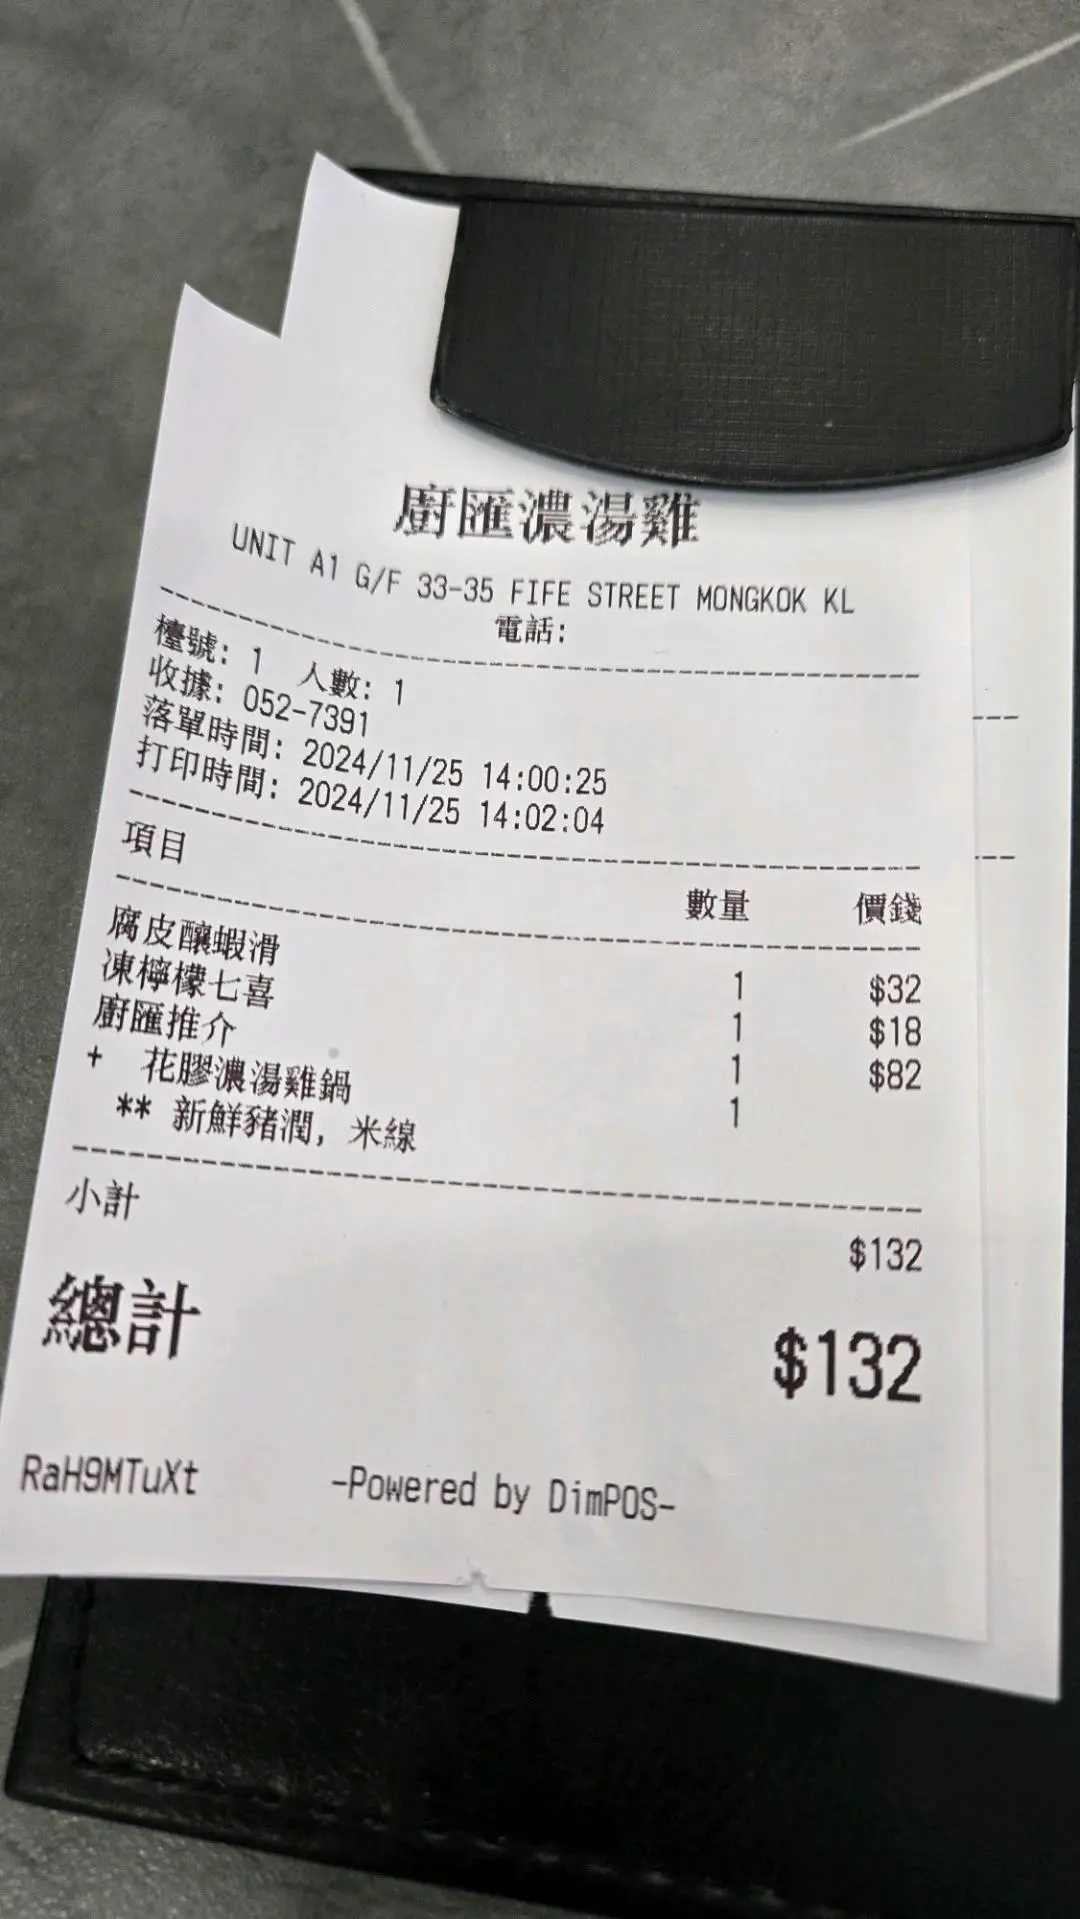 廚匯濃湯雞
UNIT A1 G/F 33-35 FIFE STREET MONGKOK KL
電話:
檯號: 1 人數: 1
收據: 052-7391
落單時間: 2024/11/25 14:00:25
打印時間: 2024/11/25 14:02:04
項目 數量 價錢
腐皮釀蝦滑 1 $32
凍檸檬七喜 1 $18
廚匯推介 1 $82
+ 花膠濃湯雞鍋 1
** 新鮮豬潤, 米線
小計 $132
總計 $132
RaH9MTuXt -Powered by DimPOS-